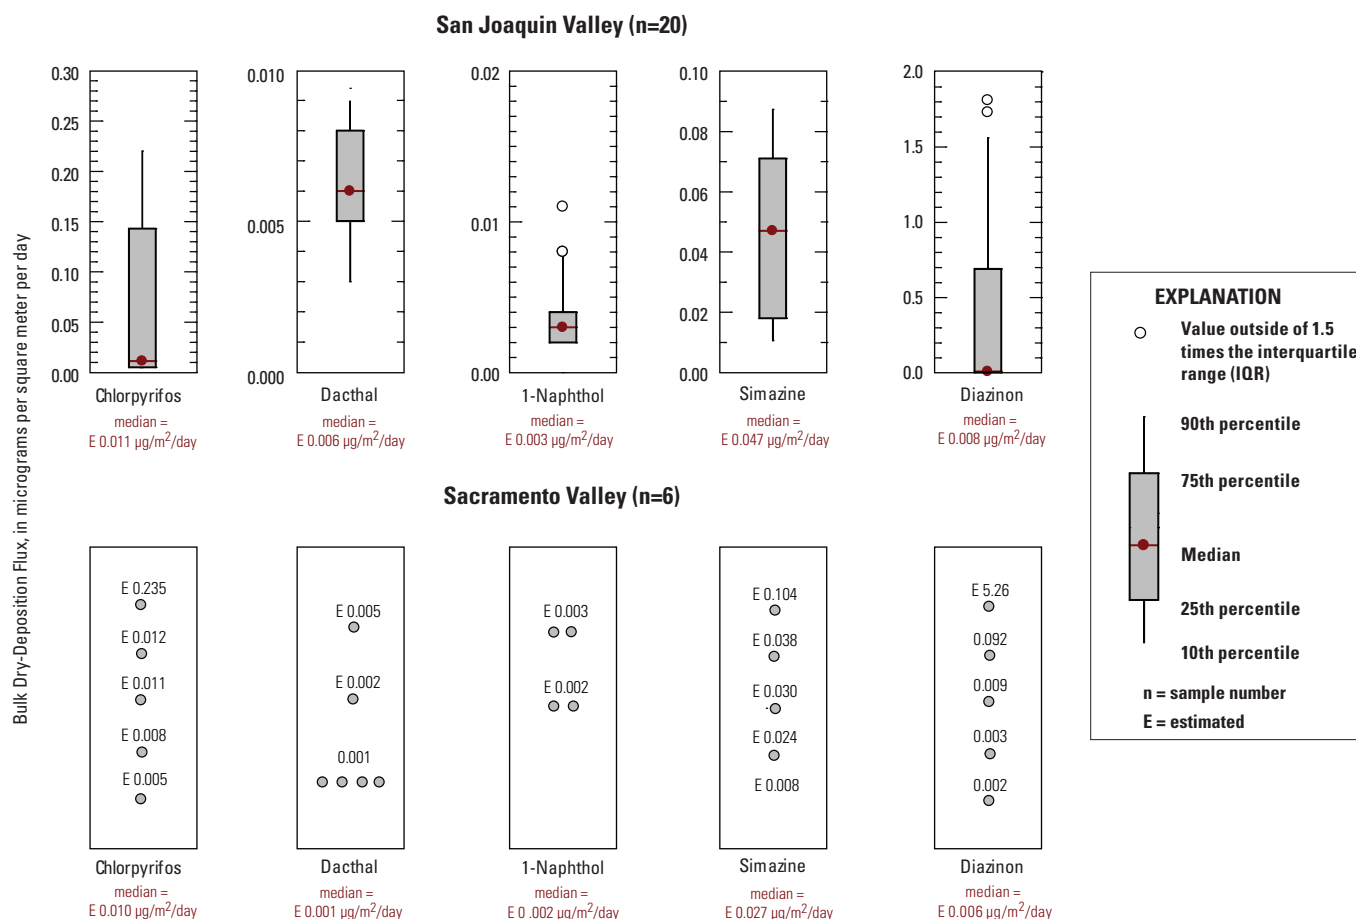 San Joaquin Valley (n=20)
Bulk Dry-Deposition Flux, in micrograms per square meter per day
0.30
0.25
0.20
0.15
0.10
0.05
0.00
Chlorpyrifos
median =
E 0.011 µg/m²/day
0.010
0.005
0.000
Dacthal
median =
E 0.006 µg/m²/day
0.02
0.01
0.00
1-Naphthol
median =
E 0.003 µg/m²/day
0.10
0.08
0.06
0.04
0.02
0.00
Simazine
median =
E 0.047 µg/m²/day
2.0
1.5
1.0
0.5
0.0
Diazinon
median =
E 0.008 µg/m²/day
Sacramento Valley (n=6)
E 0.235
E 0.012
E 0.011
E 0.008
E 0.005
Chlorpyrifos
median =
E 0.010 µg/m²/day
E 0.005
E 0.002
0.001
Dacthal
median =
E 0.001 µg/m²/day
E 0.003
E 0.002
1-Naphthol
median =
E 0 .002 µg/m²/day
E 0.104
E 0.038
E 0.030
E 0.024
E 0.008
Simazine
median =
E 0.027 µg/m²/day
E 5.26
0.092
0.009
0.003
0.002
Diazinon
median =
E 0.006 µg/m²/day
EXPLANATION
Value outside of 1.5
times the interquartile
range (IQR)
90th percentile
75th percentile
Median
25th percentile
10th percentile
n = sample number
E = estimated